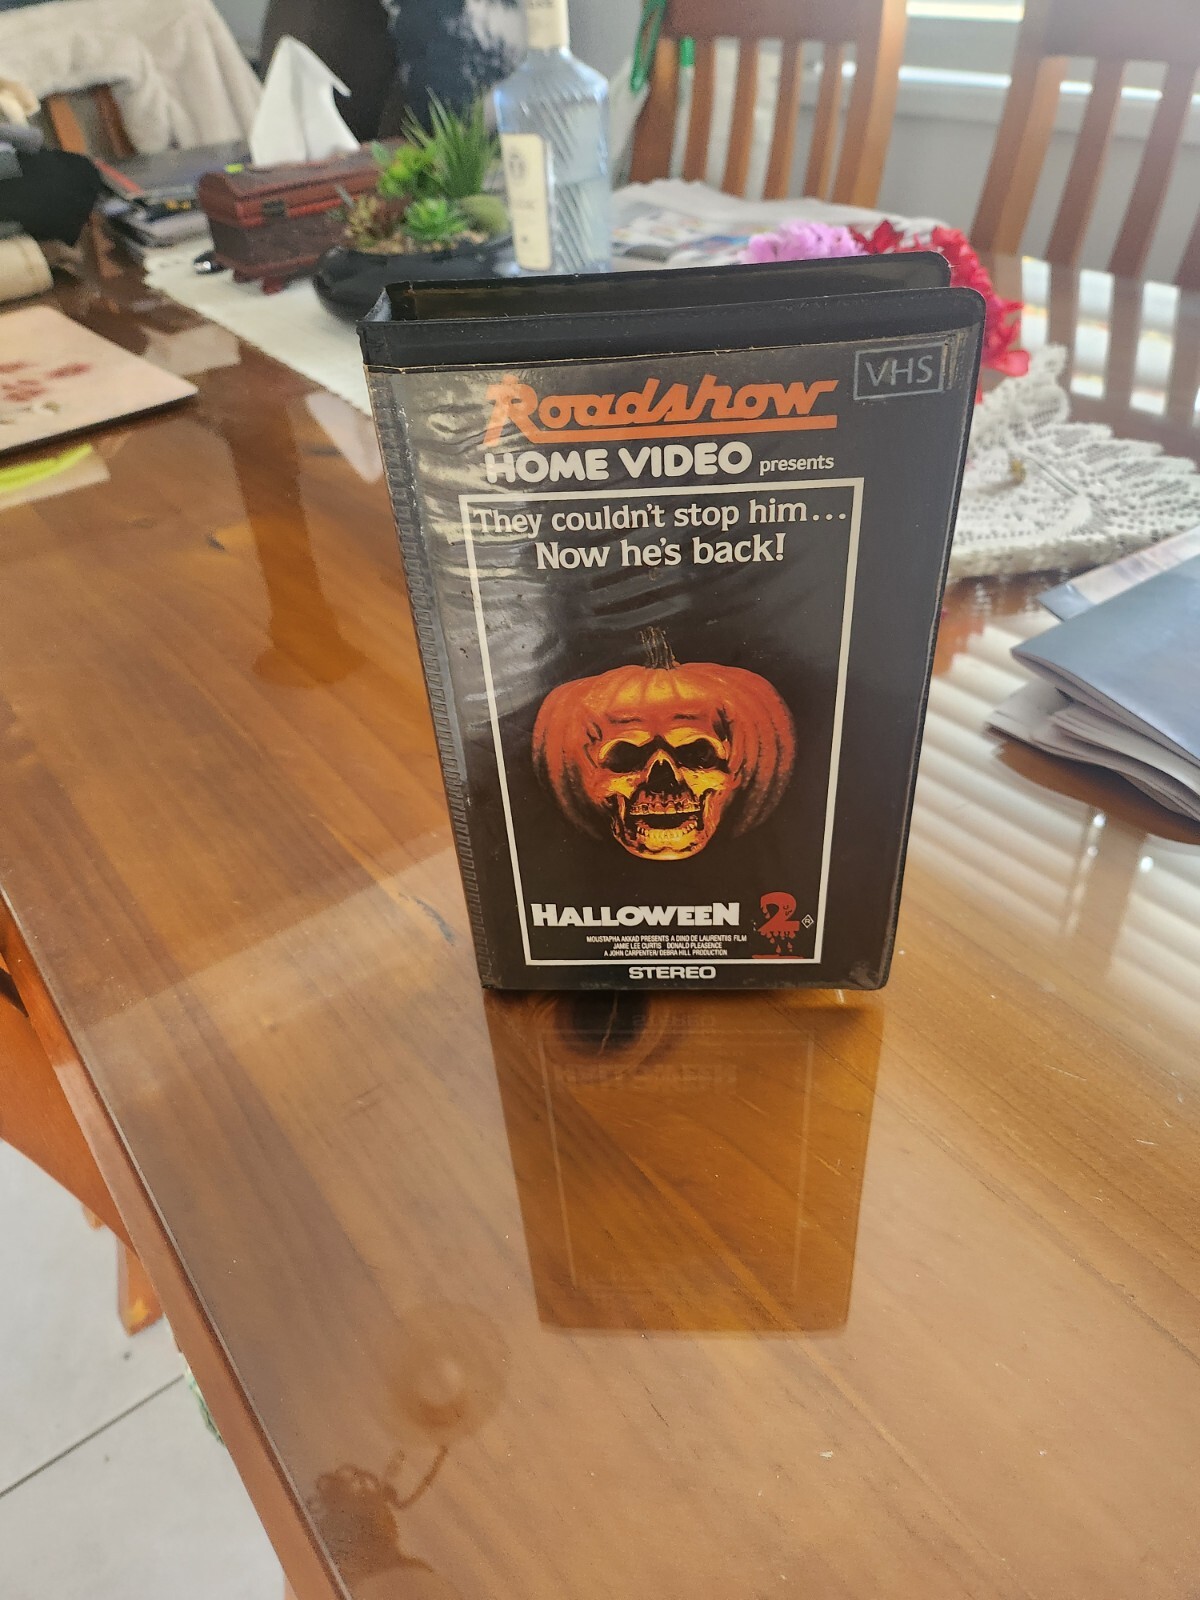 VHS
Roadshow
HOME VIDEO presents
They couldn't stop him...
Now he's back!
HALLOWEEN 2 R
MOUSTAPHA AKKAD PRESENTS A DINO DE LAURENTIIS FILM
JAMIE LEE CURTIS DONALD PLEASENCE
A JOHN CARPENTER/DEBRA HILL PRODUCTION
STEREO